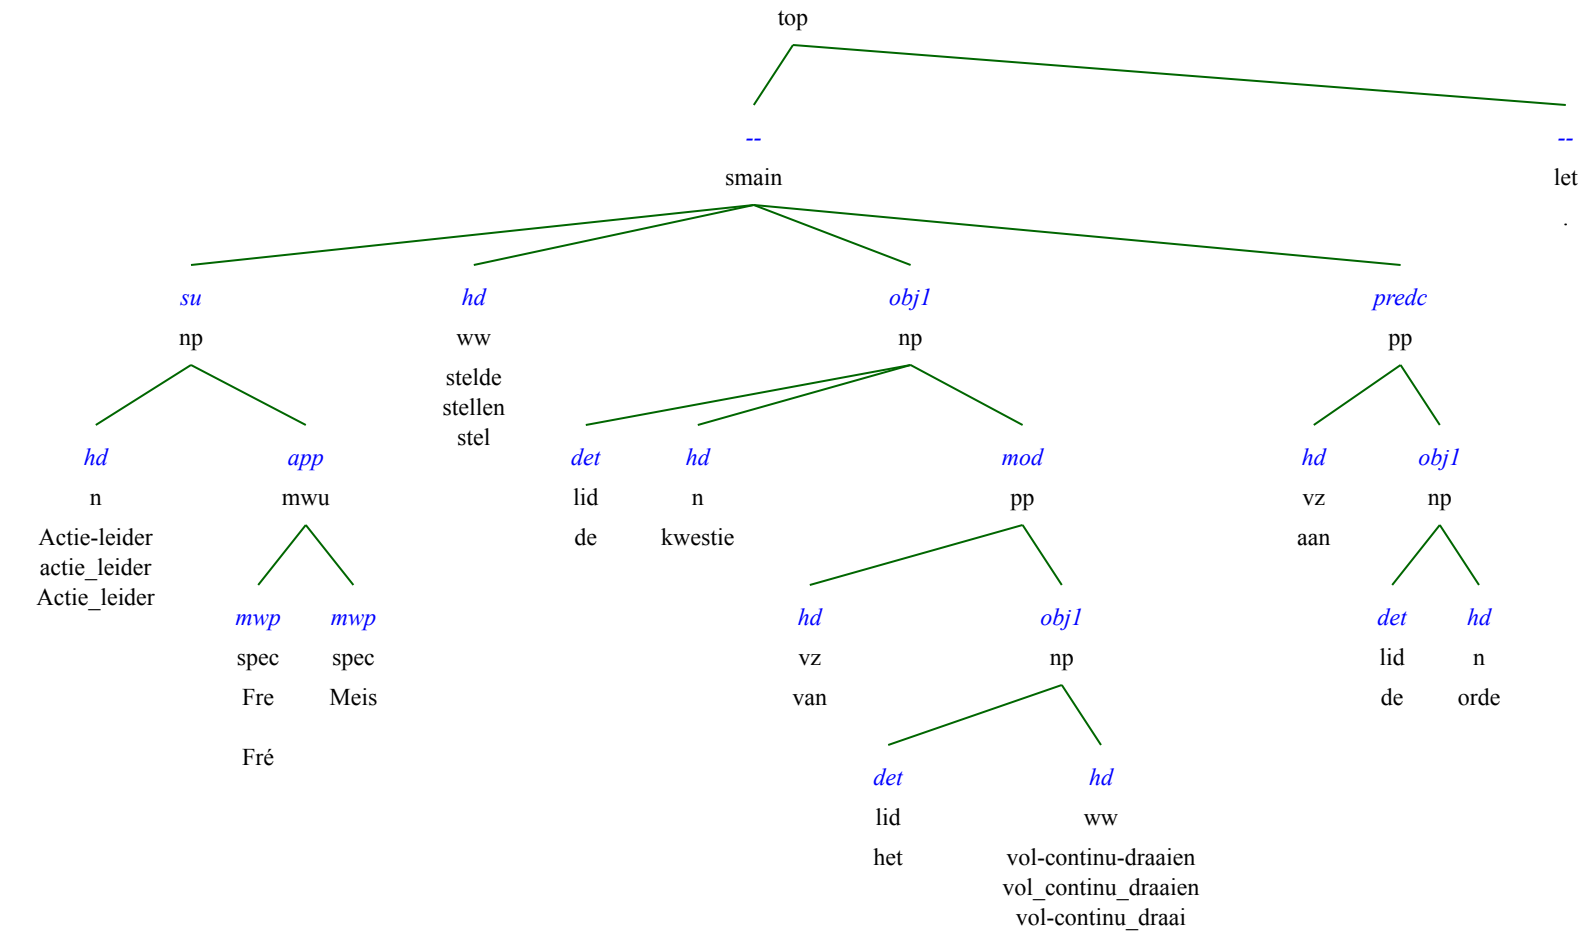 top
-- --
smain let
.
su hd obj1 predc
np ww np pp
stelde
stellen
stel
hd app det hd mod hd obj1
n mwu lid n pp vz np
Actie-leider de kwestie aan
actie_leider
Actie_leider
mwp mwp hd obj1 det hd
spec spec vz np lid n
Fre Meis van de orde
Fré
det hd
lid ww
het vol-continu-draaien
vol_continu_draaien
vol-continu_draai